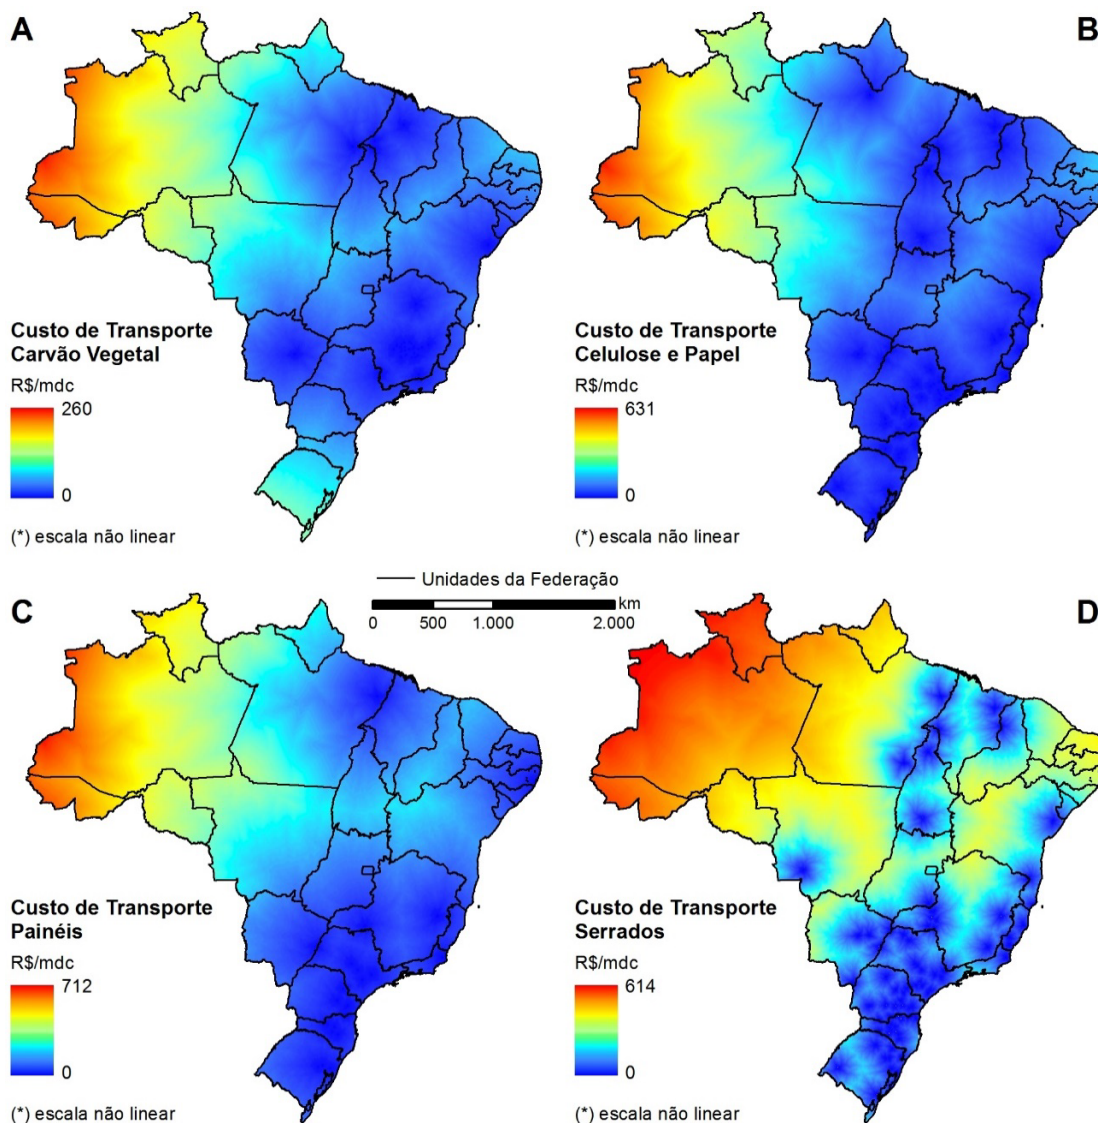 A
B
Custo de Transporte
Carvão Vegetal
R$/mdc
260
0
(*) escala não linear
Custo de Transporte
Celulose e Papel
R$/mdc
631
0
(*) escala não linear
Unidades da Federação
km
0 500 1.000 2.000
C
D
Custo de Transporte
Painéis
R$/mdc
712
0
(*) escala não linear
Custo de Transporte
Serrados
R$/mdc
614
0
(*) escala não linear